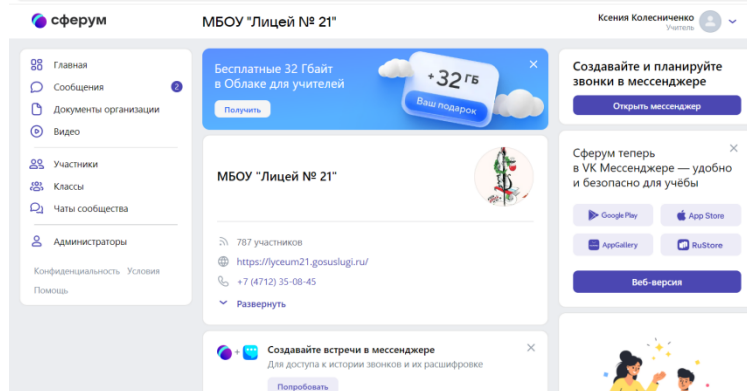 сферум
МБОУ "Лицей № 21"
Ксения Колесниченко
Учитель
Главная
Сообщения
2
Документы организации
Видео
Участники
Классы
Чаты сообщества
Администраторы
Конфиденциальность Условия
Помощь
Бесплатные 32 Гбайт
в Облаке для учителей
Получить
+32 ГБ
Ваш подарок
МБОУ "Лицей № 21"
787 участников
https://lyceum21.gosuslugi.ru/
+7 (4712) 35-08-45
Развернуть
Создавайте встречи в мессенджере
Для доступа к истории звонков и их расшифровке
Попробовать
Создавайте и планируйте
звонки в мессенджере
Открыть мессенджер
Сферум теперь
в VK Мессенджере — удобно
и безопасно для учёбы
Google Play
App Store
AppGallery
RuStore
Веб-версия